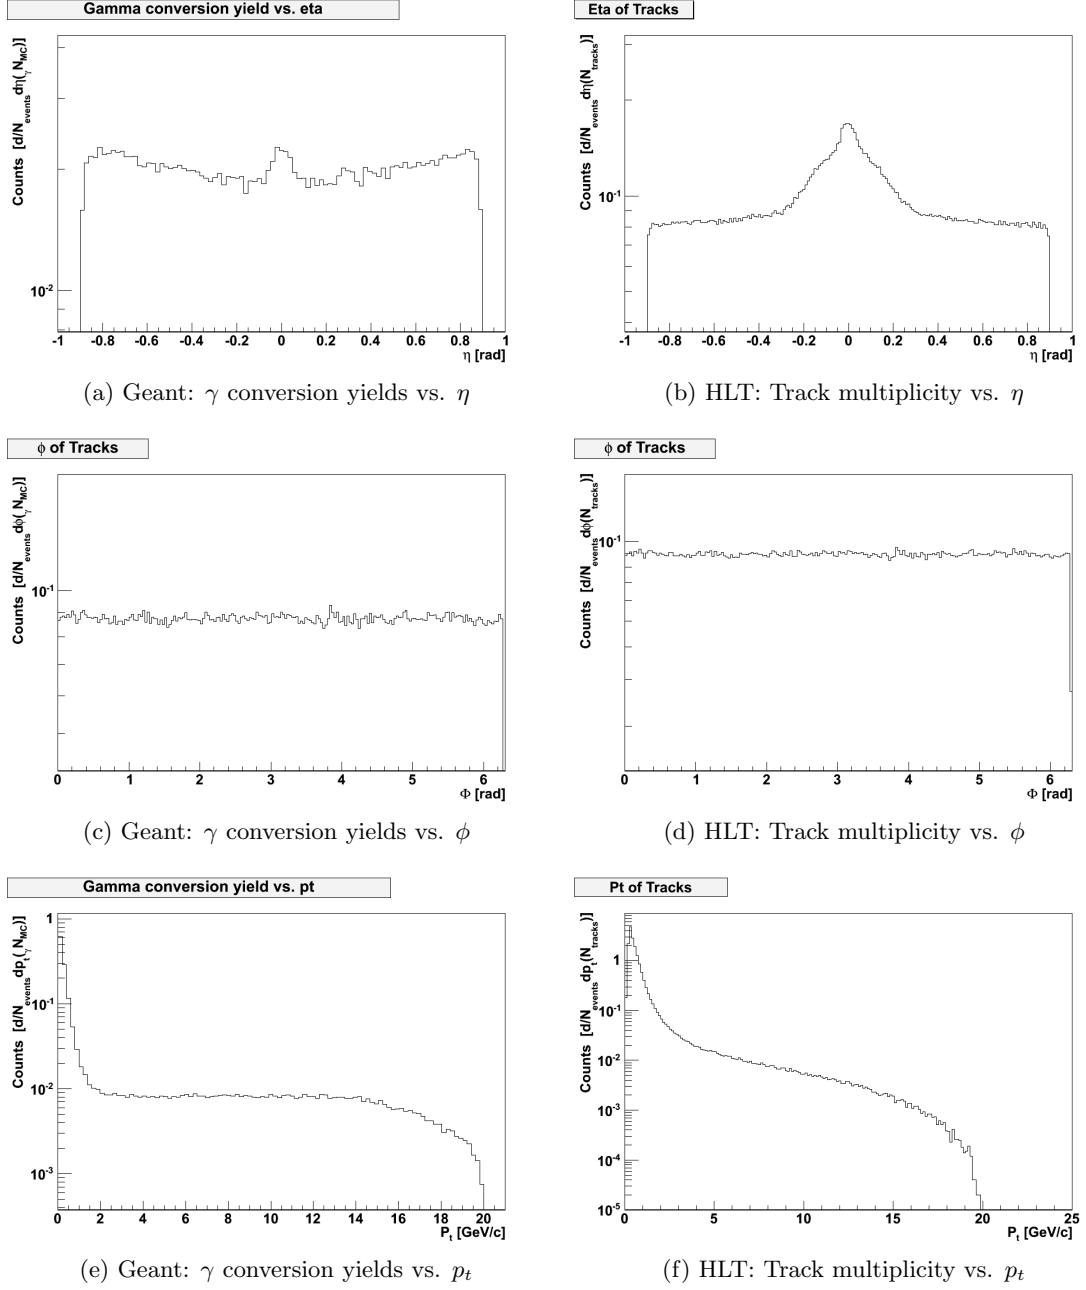 Gamma conversion yield vs. eta
Counts [d/N_events dη(γN_MC)]
10^-2
-1 -0.8 -0.6 -0.4 -0.2 0 0.2 0.4 0.6 0.8 1
η [rad]
(a) Geant: γ conversion yields vs. η
Eta of Tracks
Counts [d/N_events dη(N_tracks)]
10^-1
-1 -0.8 -0.6 -0.4 -0.2 0 0.2 0.4 0.6 0.8 1
η [rad]
(b) HLT: Track multiplicity vs. η
ϕ of Tracks
Counts [d/N_events dϕ(γN_MC)]
10^-1
0 1 2 3 4 5 6
Φ [rad]
(c) Geant: γ conversion yields vs. ϕ
ϕ of Tracks
Counts [d/N_events dϕ(N_tracks)]
10^-1
0 1 2 3 4 5 6
Φ [rad]
(d) HLT: Track multiplicity vs. ϕ
Gamma conversion yield vs. pt
Counts [d/N_events dp_t(γN_MC)]
1
10^-1
10^-2
10^-3
0 2 4 6 8 10 12 14 16 18 20
P_t [GeV/c]
(e) Geant: γ conversion yields vs. p_t
Pt of Tracks
Counts [d/N_events dp_t(N_tracks)]
1
10^-1
10^-2
10^-3
10^-4
10^-5
0 5 10 15 20 25
P_t [GeV/c]
(f) HLT: Track multiplicity vs. p_t